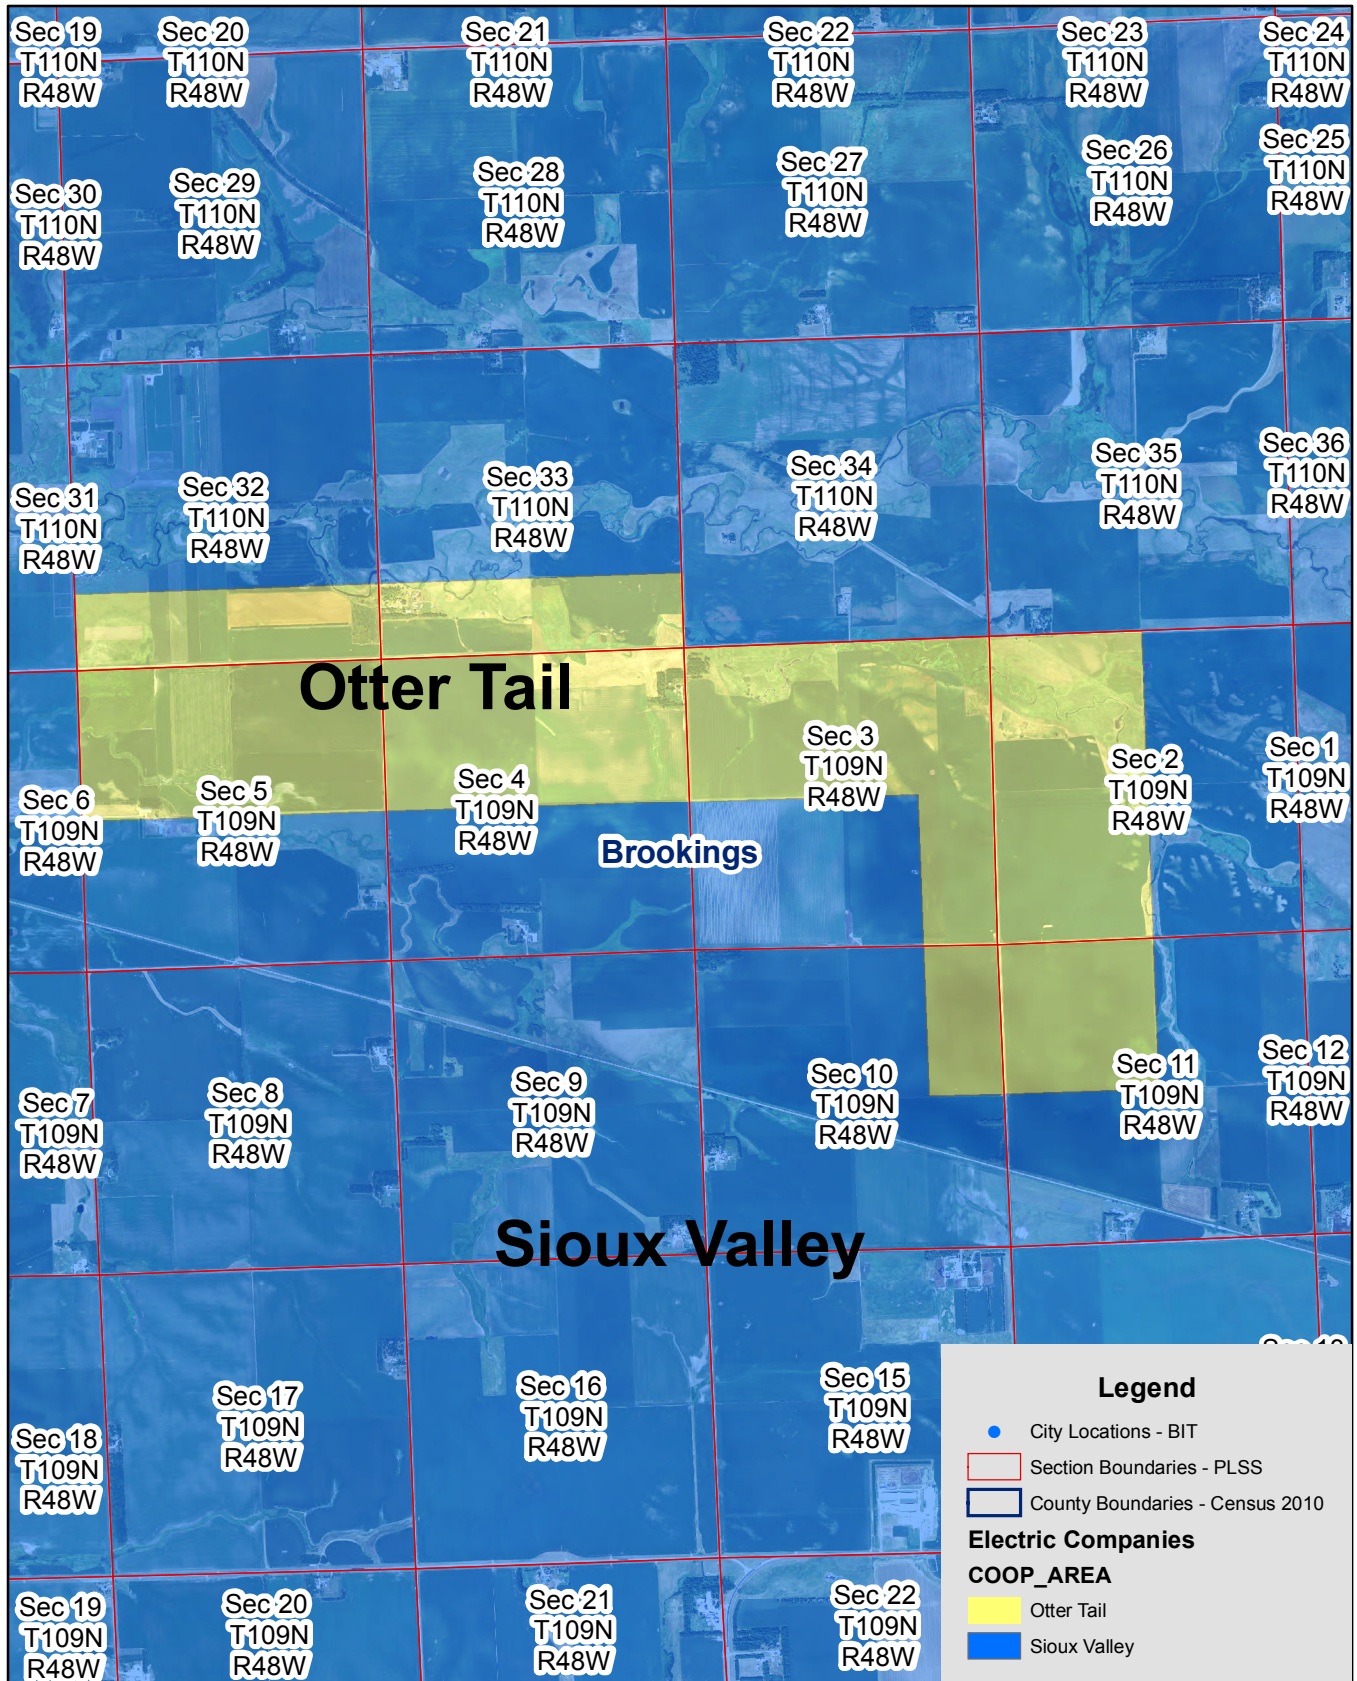 Sec 19
T110N
R48W
Sec 20
T110N
R48W
Sec 21
T110N
R48W
Sec 22
T110N
R48W
Sec 23
T110N
R48W
Sec 24
T110N
R48W
Sec 30
T110N
R48W
Sec 29
T110N
R48W
Sec 28
T110N
R48W
Sec 27
T110N
R48W
Sec 26
T110N
R48W
Sec 25
T110N
R48W
Sec 31
T110N
R48W
Sec 32
T110N
R48W
Sec 33
T110N
R48W
Sec 34
T110N
R48W
Sec 35
T110N
R48W
Sec 36
T110N
R48W
Otter Tail
Sec 6
T109N
R48W
Sec 5
T109N
R48W
Sec 4
T109N
R48W
Sec 3
T109N
R48W
Sec 2
T109N
R48W
Sec 1
T109N
R48W
Brookings
Sec 7
T109N
R48W
Sec 8
T109N
R48W
Sec 9
T109N
R48W
Sec 10
T109N
R48W
Sec 11
T109N
R48W
Sec 12
T109N
R48W
Sioux Valley
Sec 18
T109N
R48W
Sec 17
T109N
R48W
Sec 16
T109N
R48W
Sec 15
T109N
R48W
Sec 19
T109N
R48W
Sec 20
T109N
R48W
Sec 21
T109N
R48W
Sec 22
T109N
R48W
Legend
City Locations - BIT
Section Boundaries - PLSS
County Boundaries - Census 2010
Electric Companies
COOP_AREA
Otter Tail
Sioux Valley